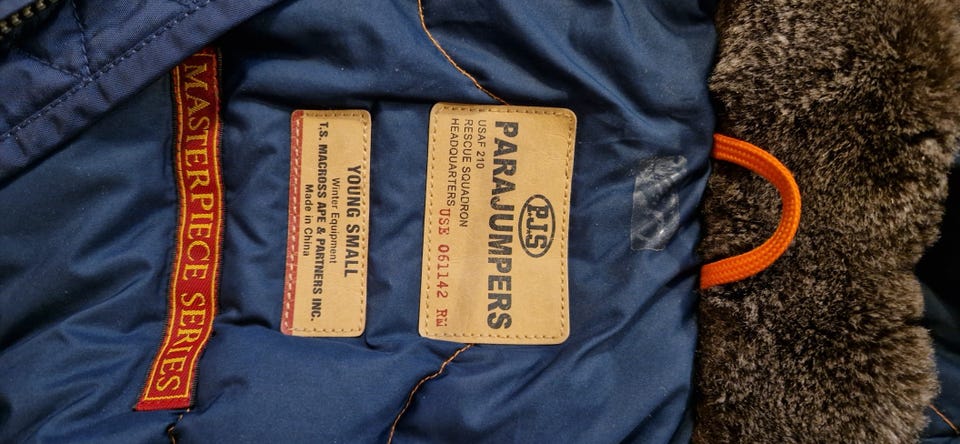 P.J.S
PARAJUMPERS
USAF 210
RESCUE SQUADRON
HEADQUARTERS USE 061142 RW
YOUNG SMALL
Winter Equipment
Made in China
T.S. MACROSS APE & PARTNERS INC.
MASTERPIECE SERIES